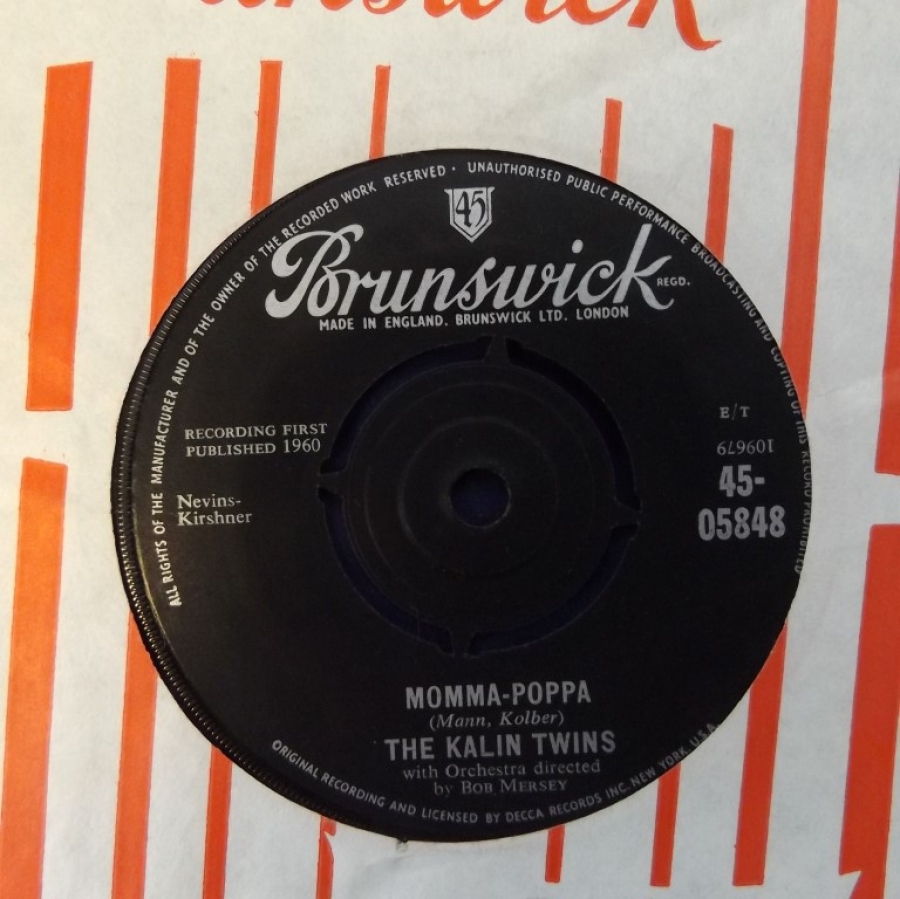 Brunswick
ALL RIGHTS OF THE MANUFACTURER AND OF THE OWNER OF THE RECORDED WORK RESERVED · UNAUTHORISED PUBLIC PERFORMANCE BROADCASTING AND COPYING OF THIS RECORD PROHIBITED
45
Brunswick REGD.
MADE IN ENGLAND. BRUNSWICK LTD. LONDON
RECORDING FIRST
PUBLISHED 1960
Nevins-
Kirshner
E/T
109679
45-
05848
MOMMA-POPPA
(Mann, Kolber)
THE KALIN TWINS
with Orchestra directed
by BOB MERSEY
ORIGINAL RECORDING AND LICENSED BY DECCA RECORDS INC. NEW YORK U.S.A.